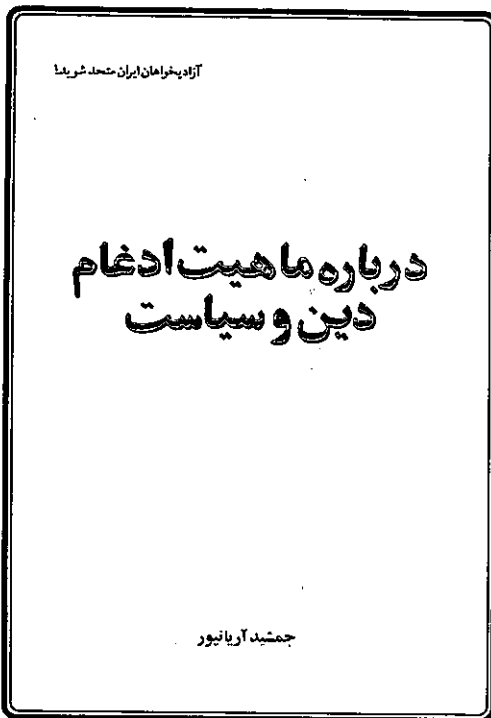 آزادیخواهان ایران متحد شوید!
درباره ماهیت ادغام
دین و سیاست
جمشید آریانپور